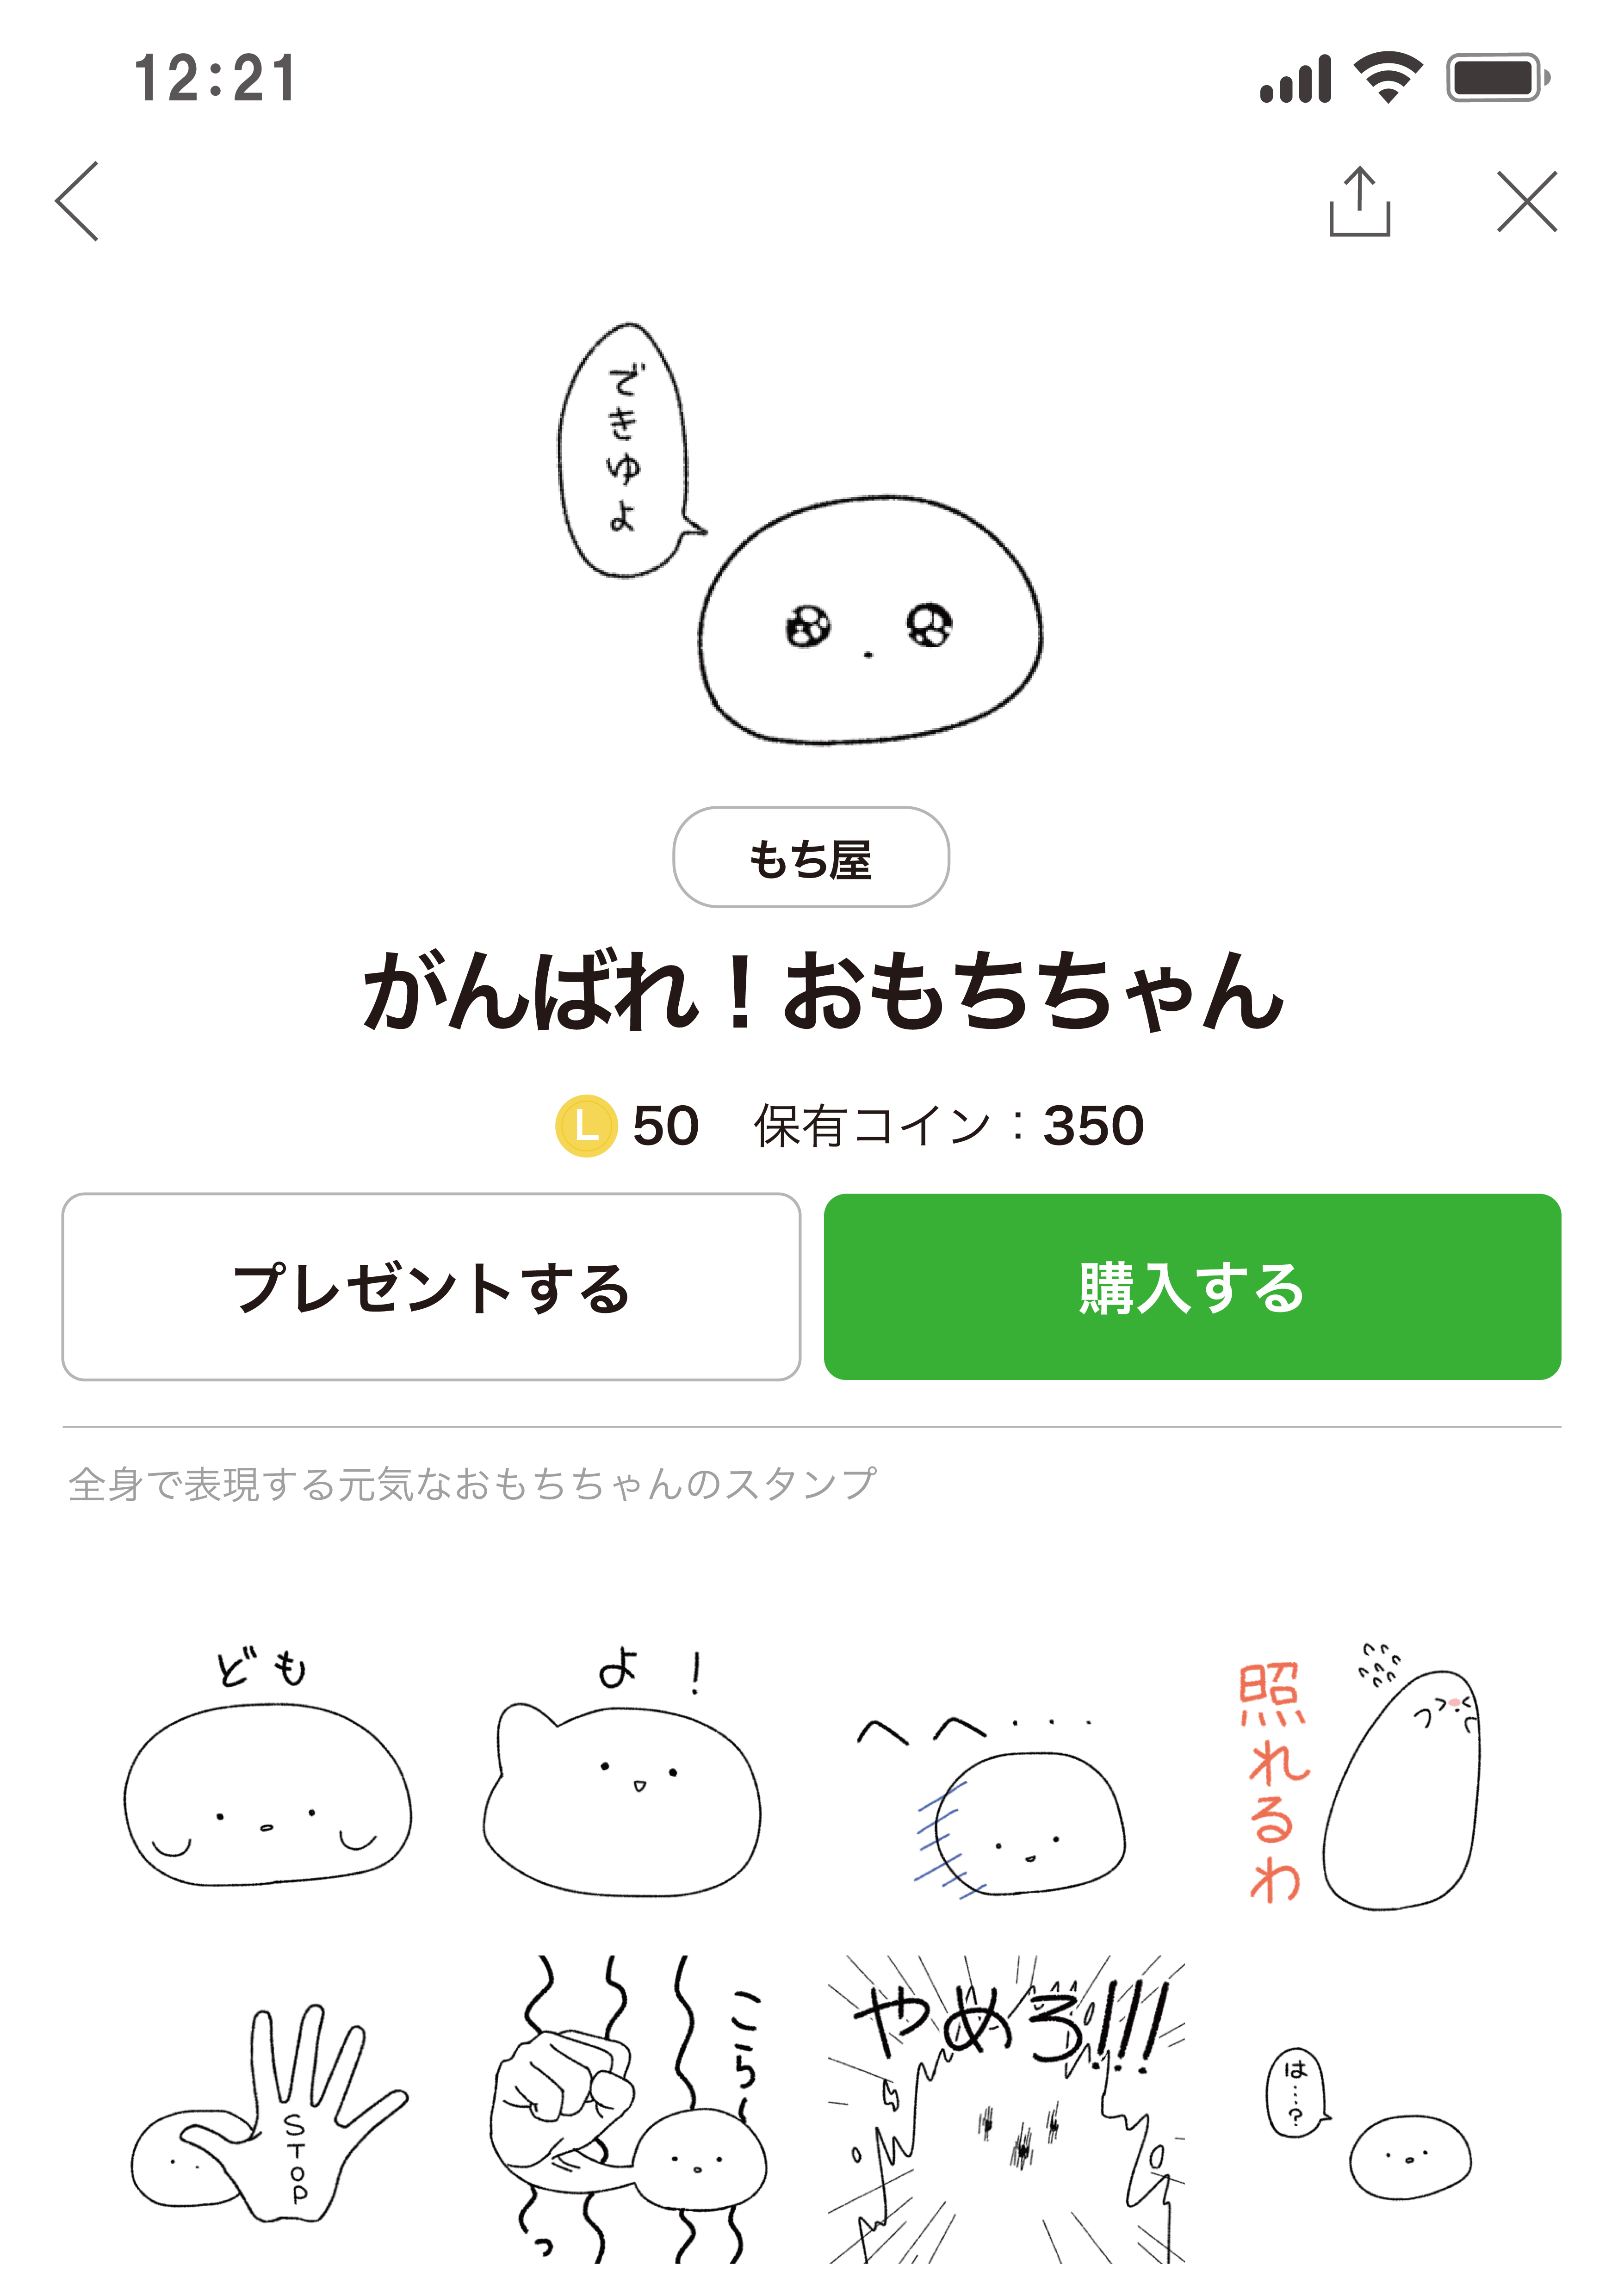 12:21
できゆよ
もち屋
がんばれ！おもちちゃん
L 50 保有コイン：350
プレゼントする
購入する
全身で表現する元気なおもちちゃんのスタンプ
ども
よ！
へへ・・・
照れるわ
STOP
こらっ
やめろ!!!
は…?